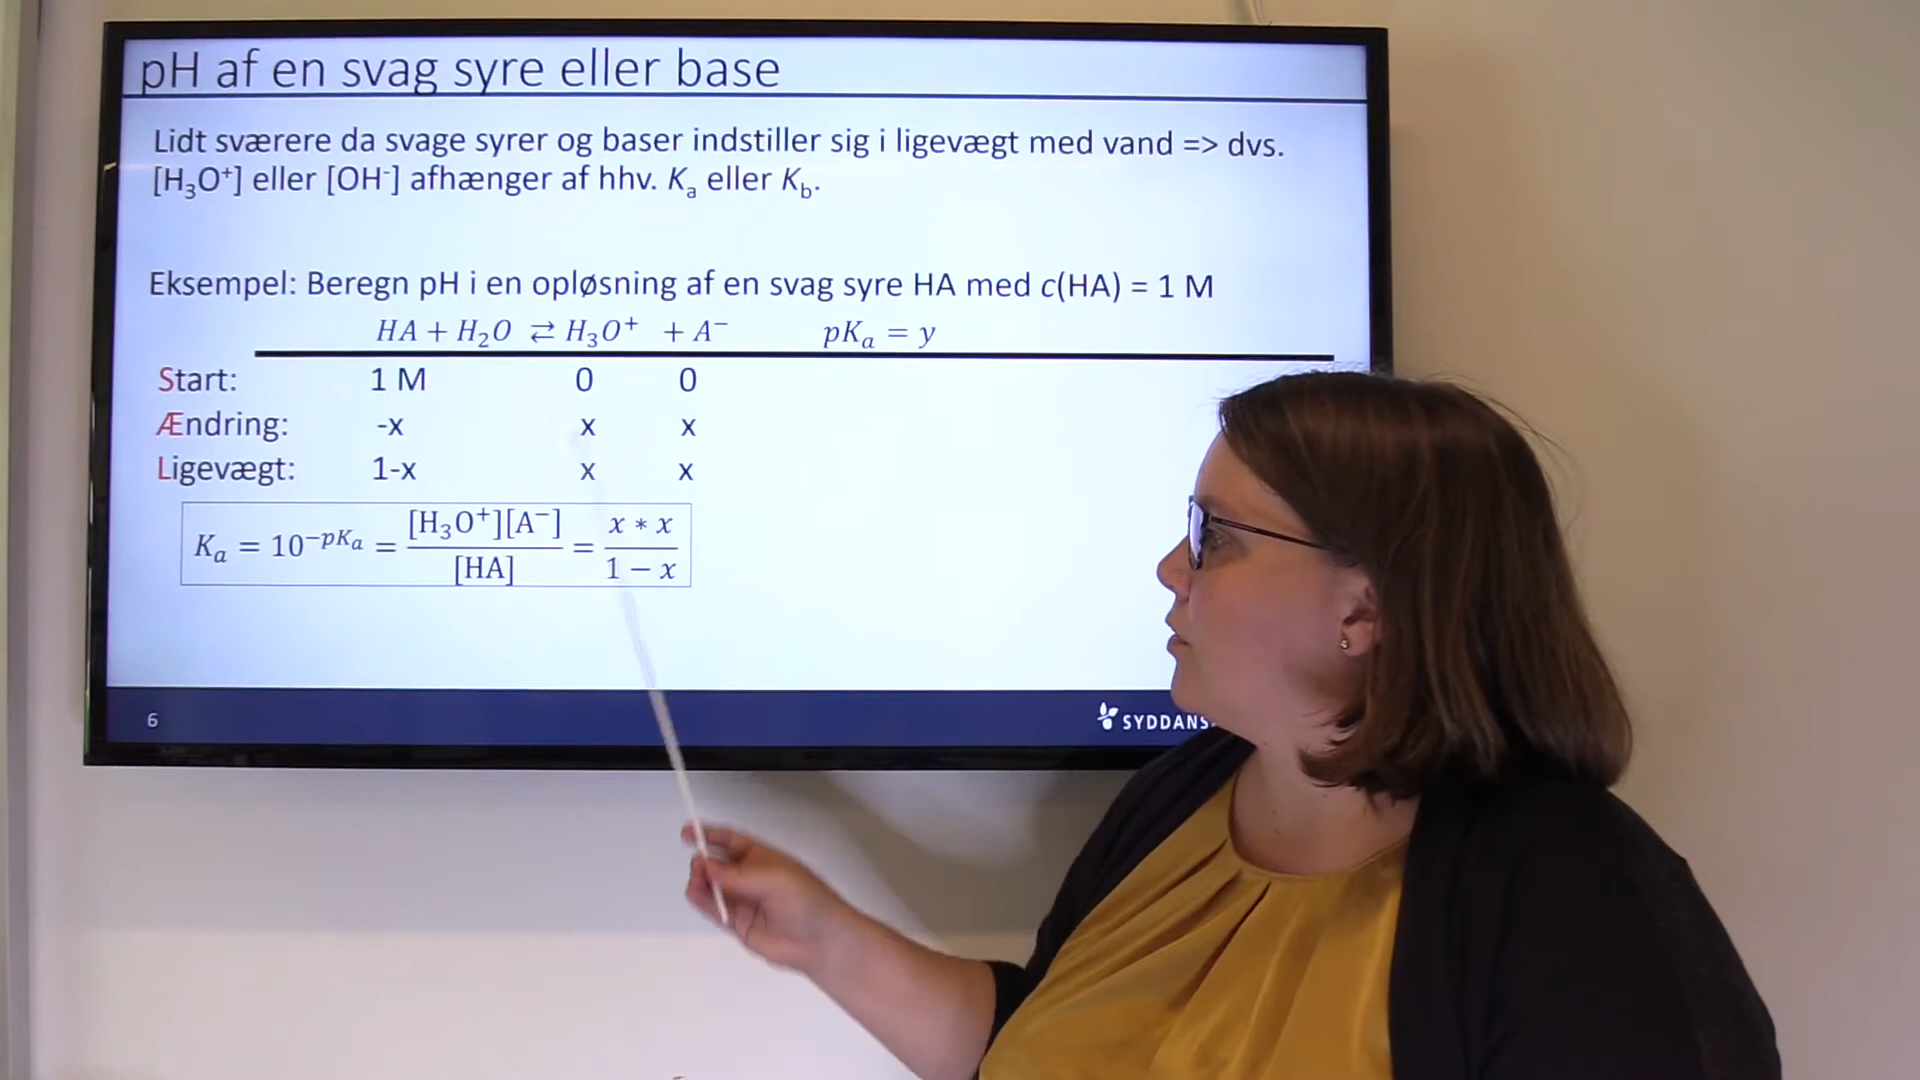 pH af en svag syre eller base
Lidt sværere da svage syrer og baser indstiller sig i ligevægt med vand => dvs.
[H₃O⁺] eller [OH⁻] afhænger af hhv. Kₐ eller K_b.
Eksempel: Beregn pH i en opløsning af en svag syre HA med c(HA) = 1 M
HA + H₂O ⇄ H₃O⁺ + A⁻ pKₐ = y
Start: 1 M 0 0
Ændring: -x x x
Ligevægt: 1-x x x
Kₐ = 10^(−pKₐ) = [H₃O⁺][A⁻] / [HA] = x * x / 1 − x
6